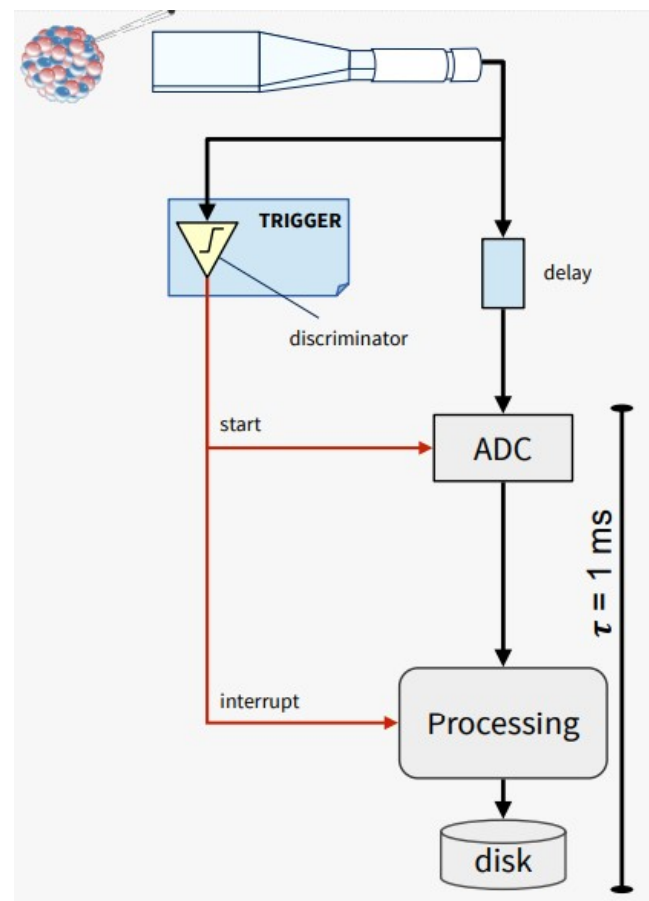 TRIGGER
delay
discriminator
start
ADC
τ = 1 ms
interrupt
Processing
disk